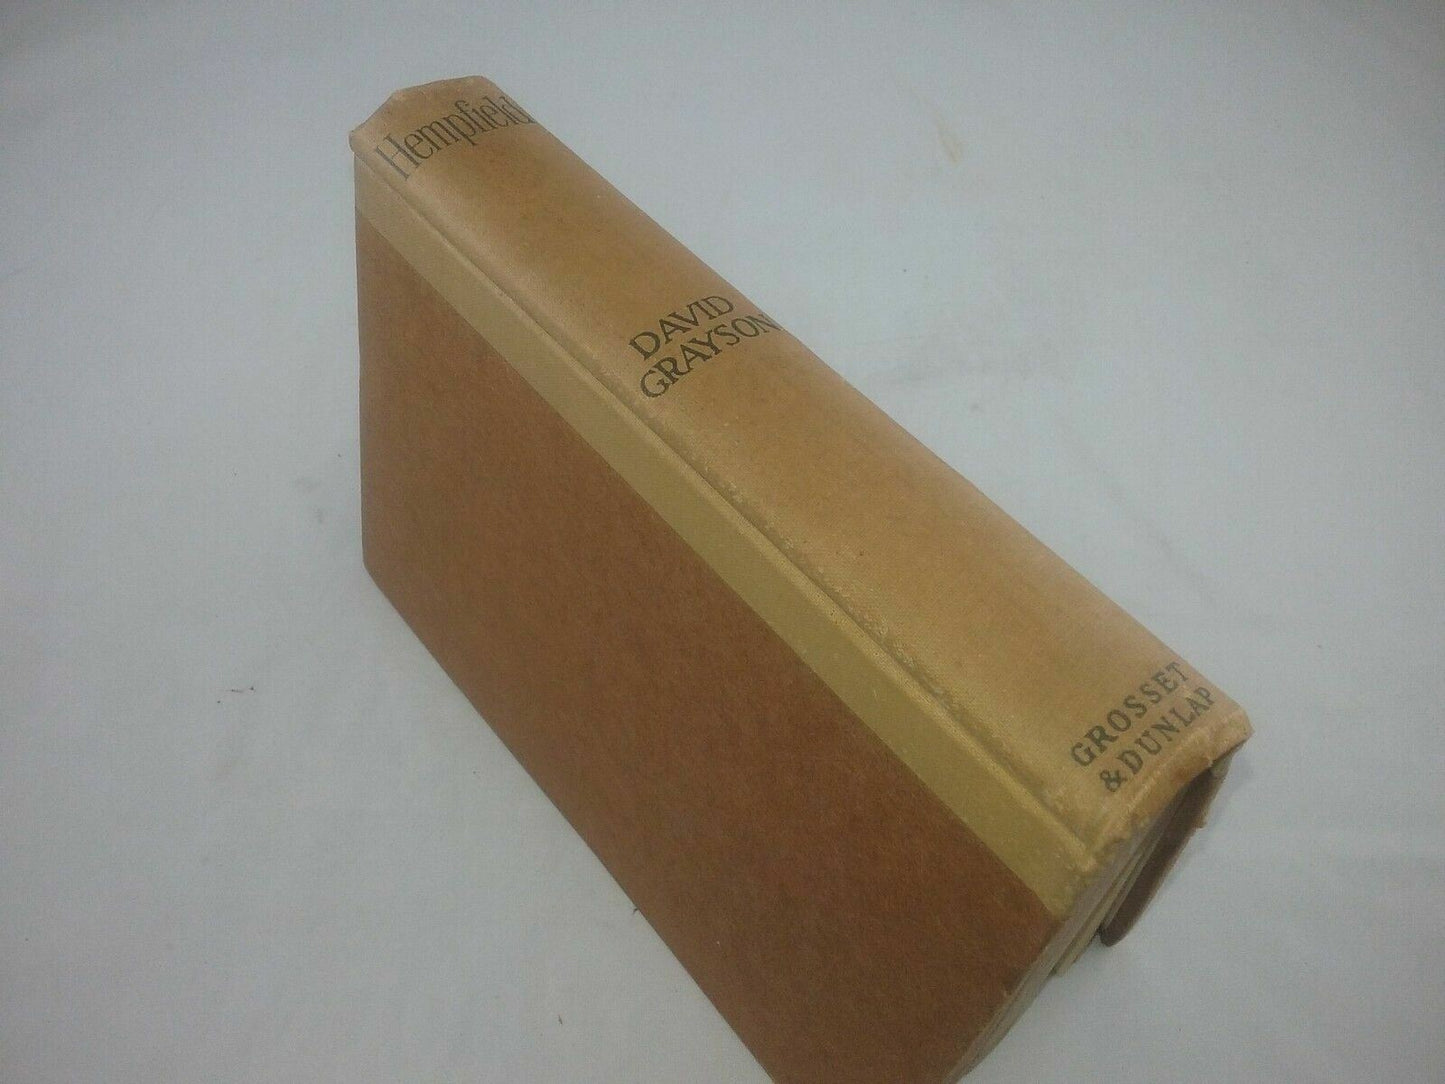 Hempfield
DAVID
GRAYSON
GROSSET
& DUNLAP